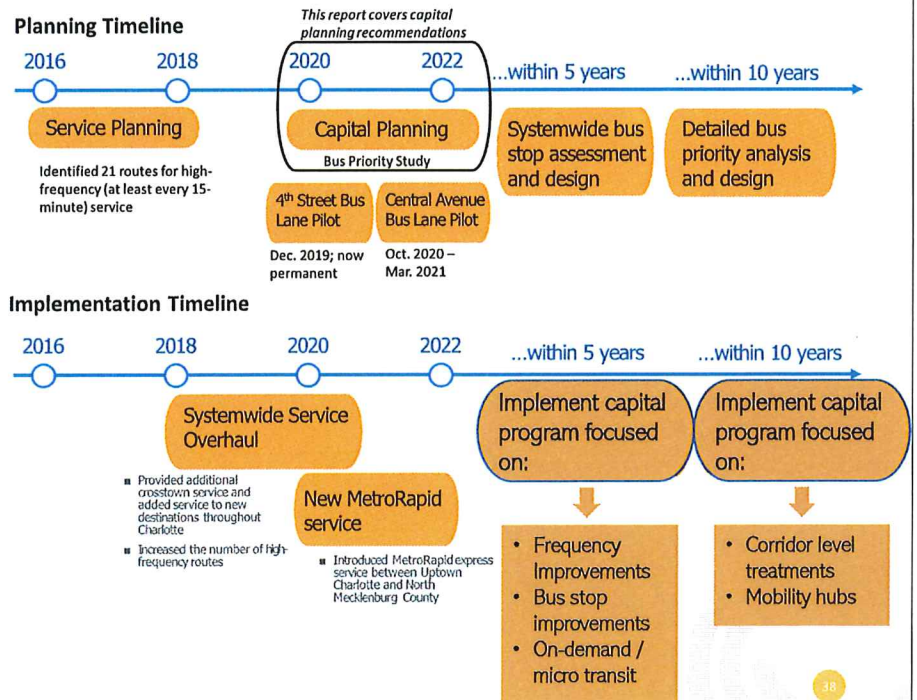 This report covers capital
planning recommendations
Planning Timeline
2016
2018
2020
2022
...within 5 years
...within 10 years
Service Planning
Capital Planning
Bus Priority Study
Systemwide bus
stop assessment
and design
Detailed bus
priority analysis
and design
Identified 21 routes for high-
frequency (at least every 15-
minute) service
4th Street Bus
Lane Pilot
Central Avenue
Bus Lane Pilot
Dec. 2019; now
permanent
Oct. 2020 –
Mar. 2021
Implementation Timeline
2016
2018
2020
2022
...within 5 years
...within 10 years
Systemwide Service
Overhaul
Provided additional
crosstown service and
added service to new
destinations throughout
Charlotte
Increased the number of high-
frequency routes
New MetroRapid
service
Introduced MetroRapid express
service between Uptown
Charlotte and North
Mecklenburg County
Implement capital
program focused
on:
• Frequency
Improvements
• Bus stop
improvements
• On-demand /
micro transit
Implement capital
program focused
on:
• Corridor level
treatments
• Mobility hubs
38